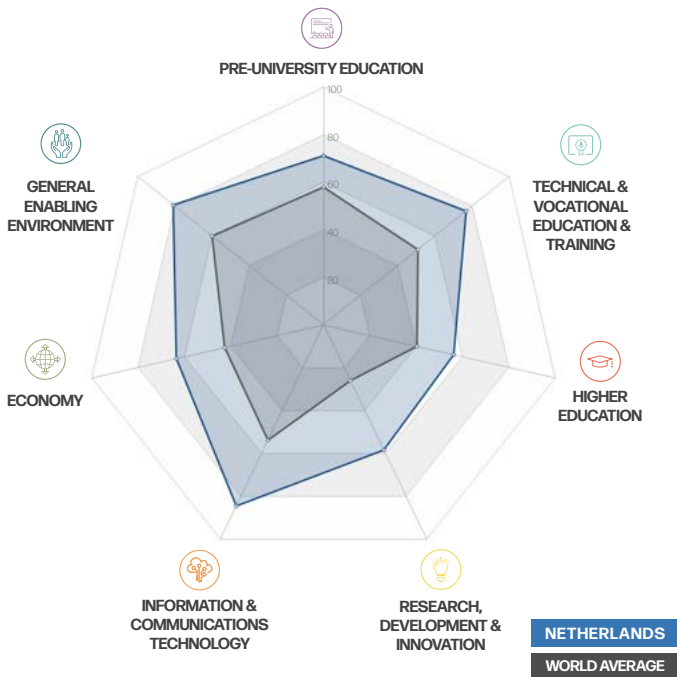 PRE-UNIVERSITY EDUCATION
100
80
60
40
20
GENERAL
ENABLING
ENVIRONMENT
TECHNICAL &
VOCATIONAL
EDUCATION &
TRAINING
ECONOMY
HIGHER
EDUCATION
INFORMATION &
COMMUNICATIONS
TECHNOLOGY
RESEARCH,
DEVELOPMENT &
INNOVATION
NETHERLANDS
WORLD AVERAGE